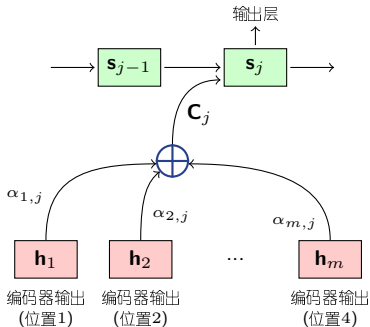 输出层
s_{j−1}
s_j
C_j
α_{1,j}
α_{2,j}
α_{m,j}
h_1
h_2
...
h_m
编码器输出
(位置1)
编码器输出
(位置2)
编码器输出
(位置4)